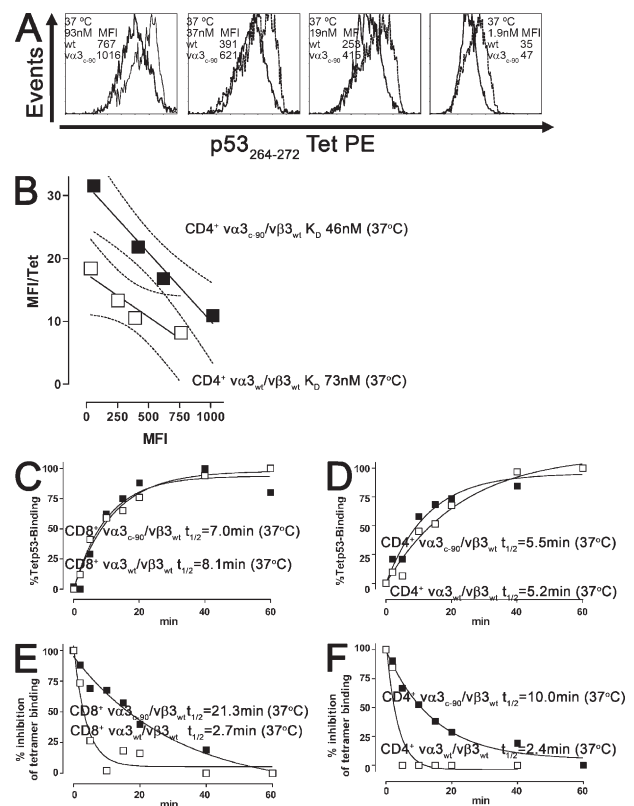 A
Events
37 ºC
93nM MFI
wt 767
vα3c-90 1016
37 ºC
37nM MFI
wt 391
vα3c-90 621
37 ºC
19nM MFI
wt 253
vα3c-90 415
37 ºC
1.9nM MFI
wt 35
vα3c-90 47
p53264-272 Tet PE
B
MFI/Tet
30
20
10
0
CD4+ vα3c-90/vβ3wt KD 46nM (37ºC)
CD4+ vα3wt/vβ3wt KD 73nM (37ºC)
0 250 500 750 1000
MFI
C
%Tetp53-Binding
100
75
50
25
0
CD8+ vα3c-90/vβ3wt t1/2=7.0min (37ºC)
CD8+ vα3wt/vβ3wt t1/2=8.1min (37ºC)
0 20 40 60
min
D
%Tetp53-Binding
100
75
50
25
0
CD4+ vα3c-90/vβ3wt t1/2=5.5min (37ºC)
CD4+ vα3wt/vβ3wt t1/2=5.2min (37ºC)
0 20 40 60
min
E
% inhibition
of tetramer binding
100
75
50
25
0
CD8+ vα3c-90/vβ3wt t1/2=21.3min (37ºC)
CD8+ vα3wt/vβ3wt t1/2=2.7min (37ºC)
0 20 40 60
min
F
% inhibition
of tetramer binding
100
75
50
25
0
CD4+ vα3c-90/vβ3wt t1/2=10.0min (37ºC)
CD4+ vα3wt/vβ3wt t1/2=2.4min (37ºC)
0 20 40 60
min